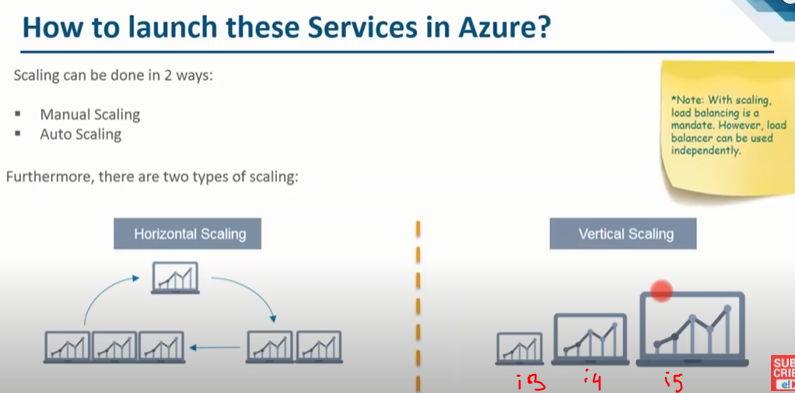 How to launch these Services in Azure?
Scaling can be done in 2 ways:
▪ Manual Scaling
▪ Auto Scaling
*Note: With scaling,
load balancing is a
mandate. However, load
balancer can be used
independently.
Furthermore, there are two types of scaling:
Horizontal Scaling
Vertical Scaling
i3
i4
i5
SUB
CRIB
e!